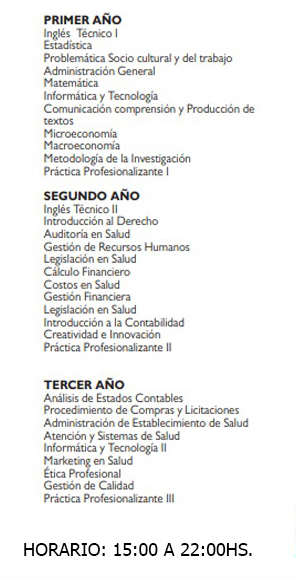 PRIMER AÑO
Inglés Técnico I
Estadística
Problemática Socio cultural y del trabajo
Administración General
Matemática
Informática y Tecnología
Comunicación comprensión y Producción de
textos
Microeconomía
Macroeconomía
Metodología de la Investigación
Práctica Profesionalizante I
SEGUNDO AÑO
Inglés Técnico II
Introducción al Derecho
Auditoría en Salud
Gestión de Recursos Humanos
Legislación en Salud
Cálculo Financiero
Costos en Salud
Gestión Financiera
Legislación en Salud
Introducción a la Contabilidad
Creatividad e Innovación
Práctica Profesionalizante II
TERCER AÑO
Análisis de Estados Contables
Procedimiento de Compras y Licitaciones
Administración de Establecimiento de Salud
Atención y Sistemas de Salud
Informática y Tecnología II
Marketing en Salud
Ética Profesional
Gestión de Calidad
Práctica Profesionalizante III
HORARIO: 15:00 A 22:00HS.